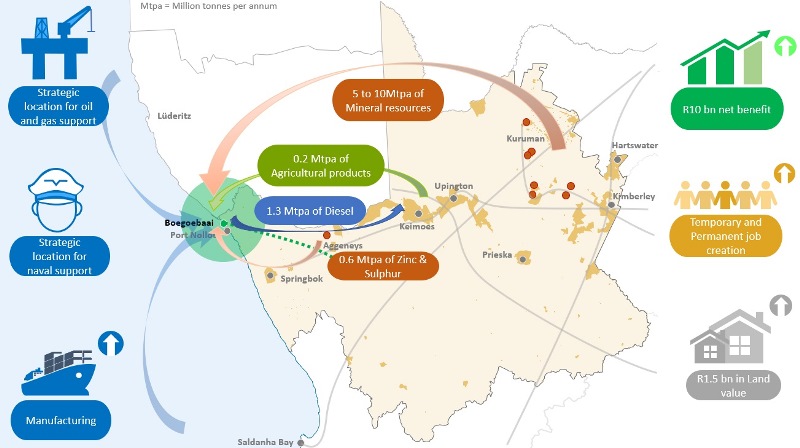 Mtpa = Million tonnes per annum
Strategic
location for oil
and gas support
5 to 10Mtpa of
Mineral resources
R10 bn net benefit
Lüderitz
Kuruman
Hartswater
0.2 Mtpa of
Agricultural products
Upington
Kimberley
1.3 Mtpa of Diesel
Boegoebaai
Port Nolloth
Keimoes
Strategic
location for
naval support
Temporary and
Permanent job
creation
Aggeneys
0.6 Mtpa of Zinc &
Sulphur
Prieska
Springbok
R1.5 bn in Land
value
Manufacturing
Saldanha Bay